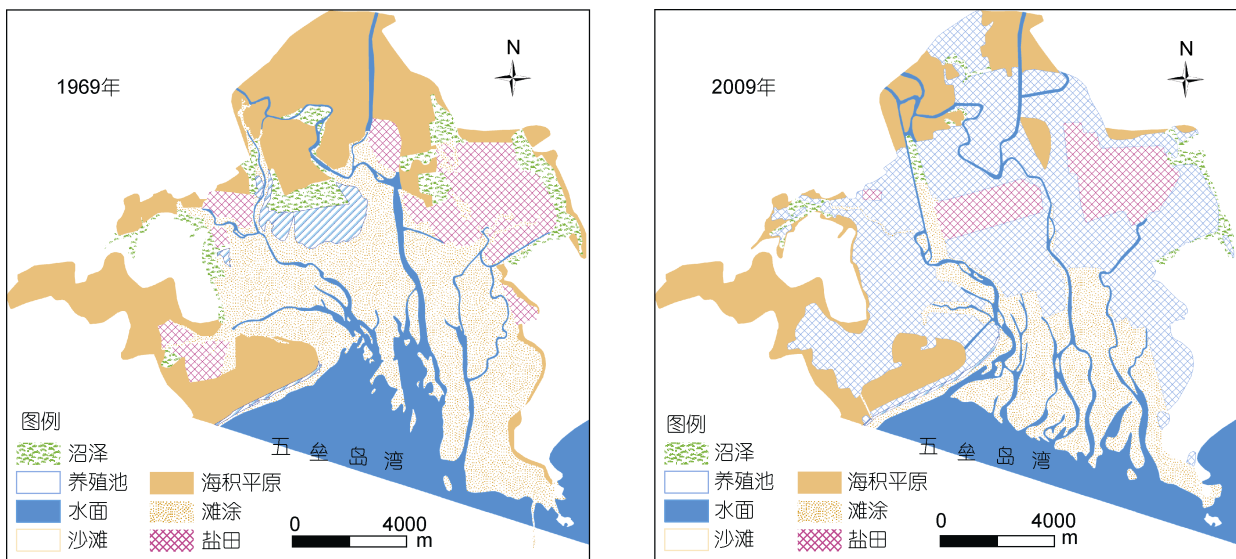 1969年
N
图例
沼泽
养殖池
水面
沙滩
海积平原
滩涂
盐田
五垒岛湾
0 4000
m
2009年
N
图例
沼泽
养殖池
水面
沙滩
海积平原
滩涂
盐田
五垒岛湾
0 4000
m